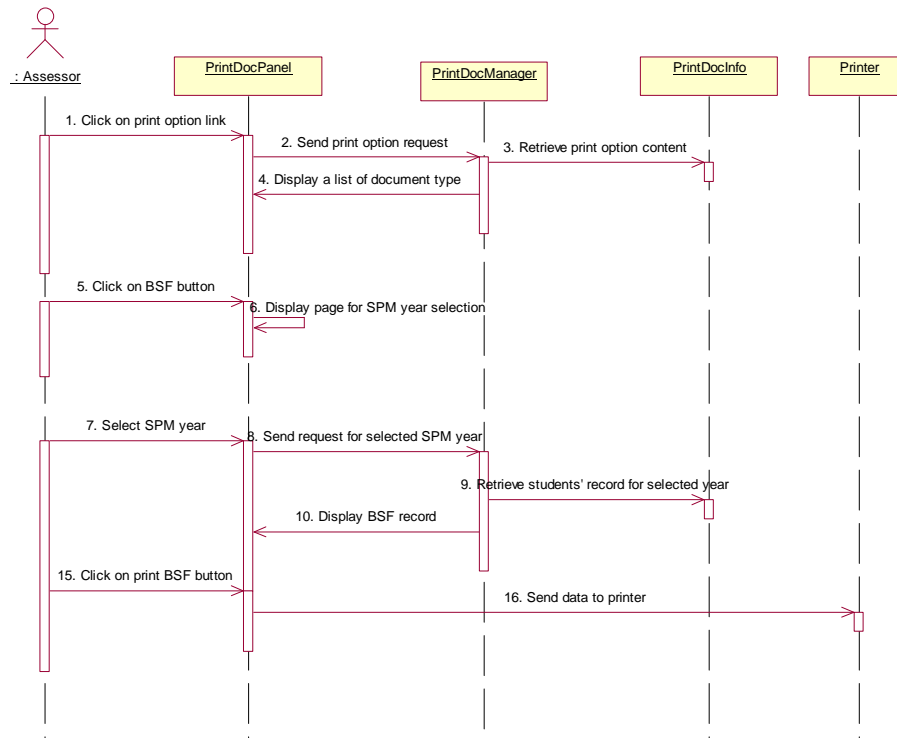 : Assessor
PrintDocPanel
PrintDocManager
PrintDocInfo
Printer
1. Click on print option link
2. Send print option request
3. Retrieve print option content
4. Display a list of document type
5. Click on BSF button
6. Display page for SPM year selection
7. Select SPM year
8. Send request for selected SPM year
9. Retrieve students' record for selected year
10. Display BSF record
15. Click on print BSF button
16. Send data to printer